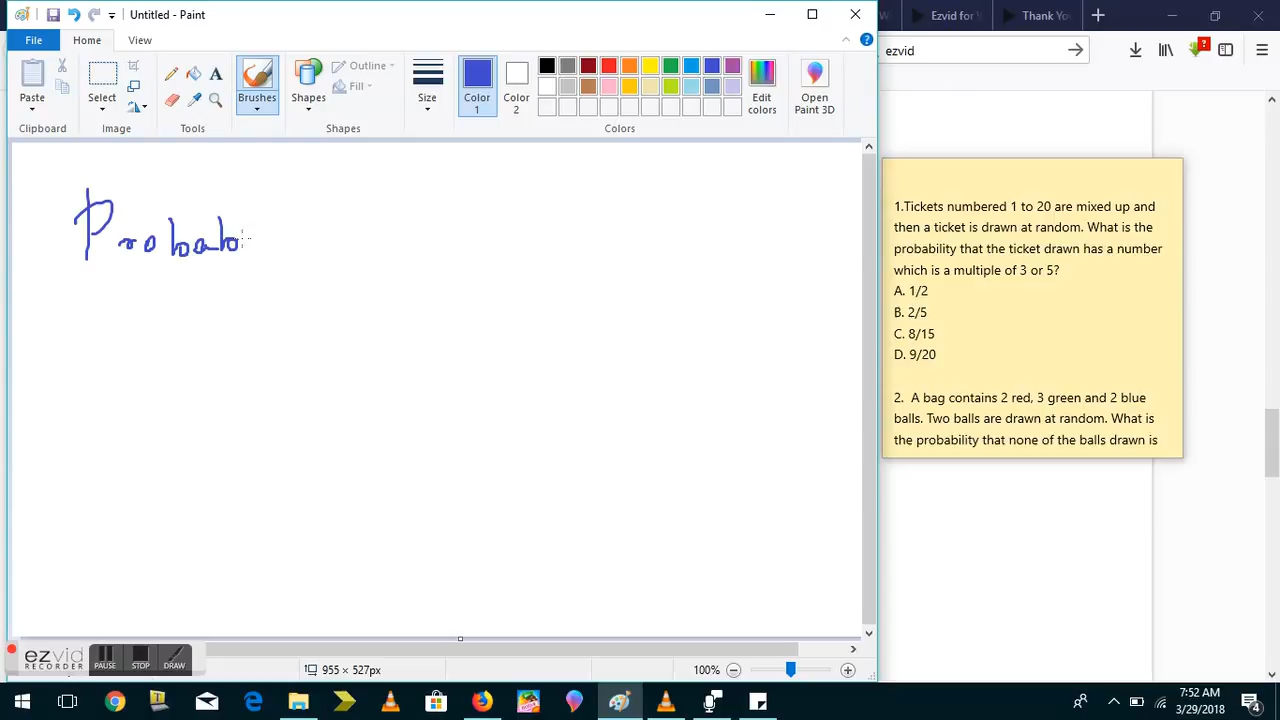 Untitled - Paint
Ezvid for
Thank You
File
Home
View
ezvid
Paste
Select
Brushes
Shapes
Outline
Fill
Size
Color
1
Color
2
Edit
colors
Open
Paint 3D
Clipboard
Image
Tools
Shapes
Colors
Probab
1.Tickets numbered 1 to 20 are mixed up and
then a ticket is drawn at random. What is the
probability that the ticket drawn has a number
which is a multiple of 3 or 5?
A. 1/2
B. 2/5
C. 8/15
D. 9/20
2. A bag contains 2 red, 3 green and 2 blue
balls. Two balls are drawn at random. What is
the probability that none of the balls drawn is
ezvid
RECORDER
PAUSE
STOP
DRAW
955 × 527px
100%
7:52 AM
3/29/2018
4